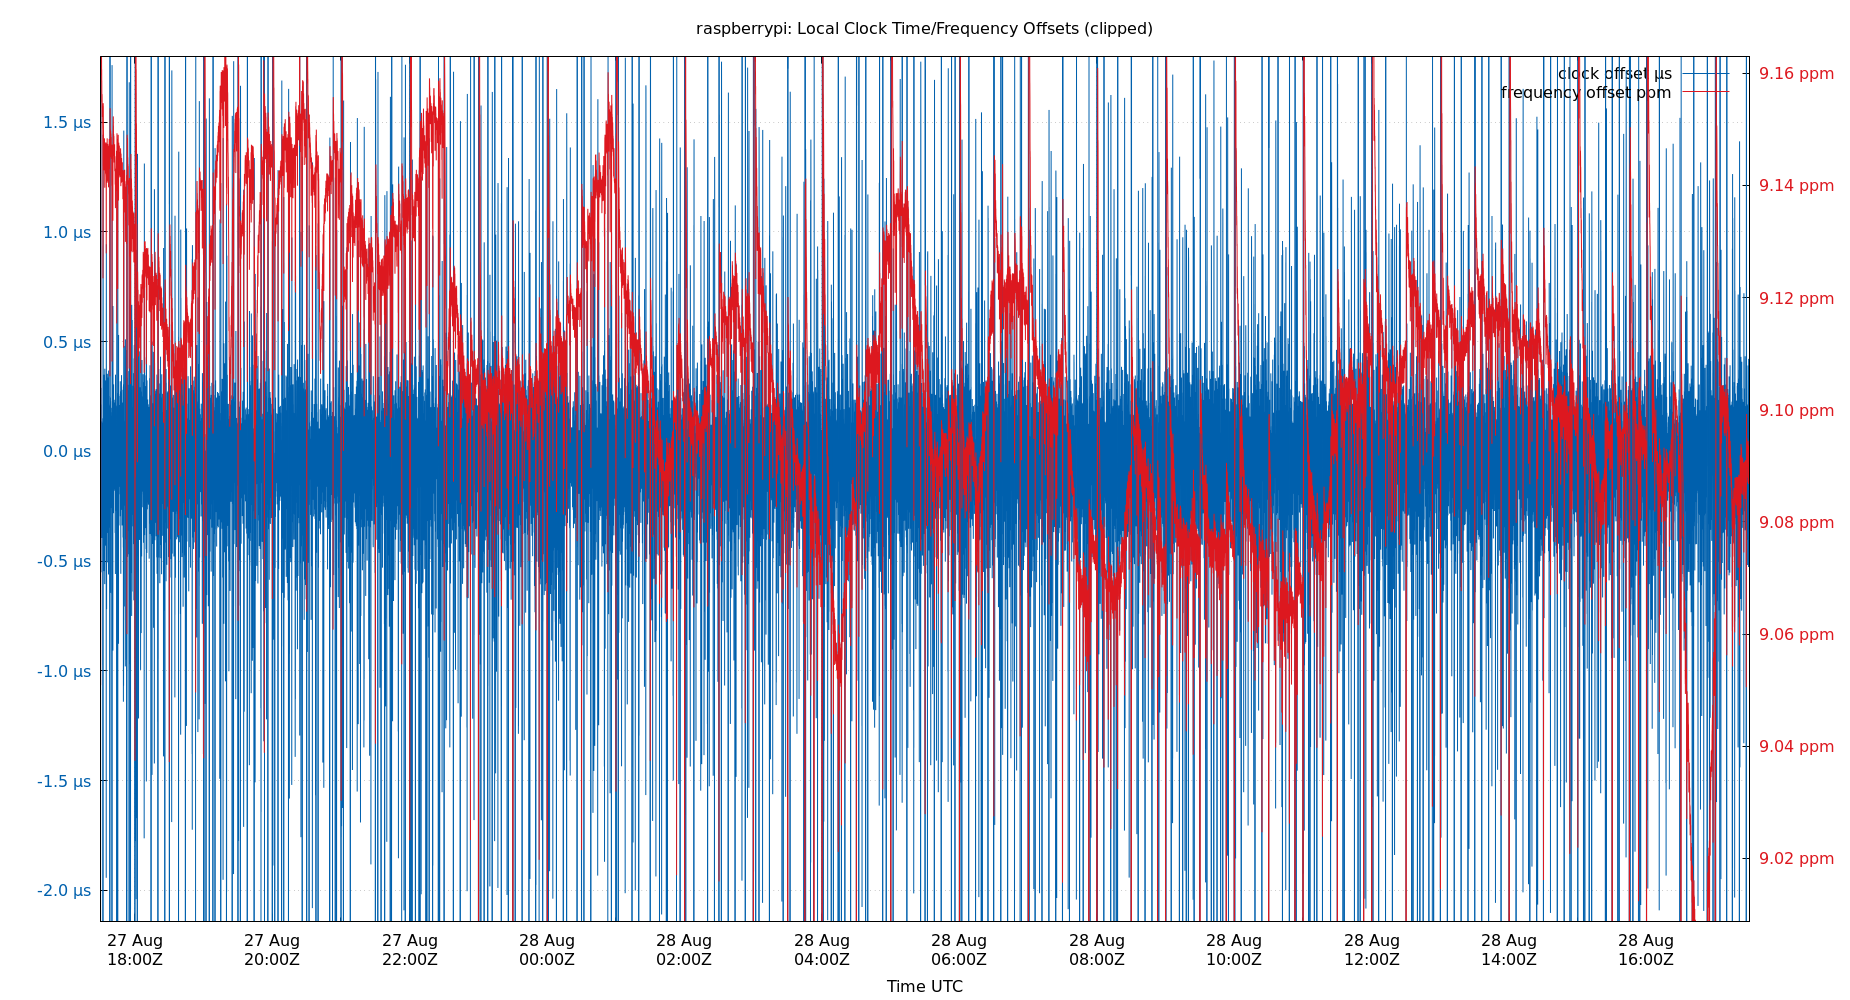 raspberrypi: Local Clock Time/Frequency Offsets (clipped)
clock offset µs
frequency offset ppm
1.5 µs
1.0 µs
0.5 µs
0.0 µs
-0.5 µs
-1.0 µs
-1.5 µs
-2.0 µs
9.16 ppm
9.14 ppm
9.12 ppm
9.10 ppm
9.08 ppm
9.06 ppm
9.04 ppm
9.02 ppm
27 Aug
18:00Z
27 Aug
20:00Z
27 Aug
22:00Z
28 Aug
00:00Z
28 Aug
02:00Z
28 Aug
04:00Z
28 Aug
06:00Z
28 Aug
08:00Z
28 Aug
10:00Z
28 Aug
12:00Z
28 Aug
14:00Z
28 Aug
16:00Z
Time UTC